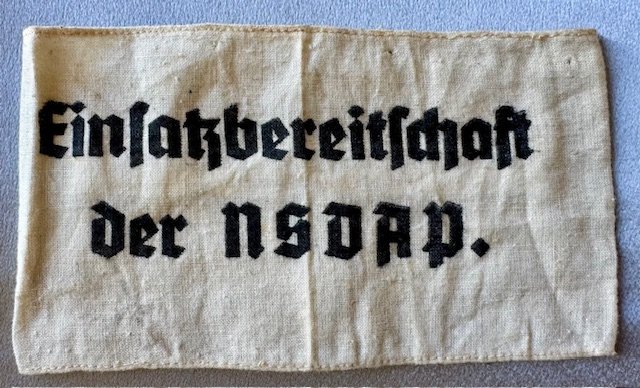 Einsatzbereitschaft
der NSDAP.